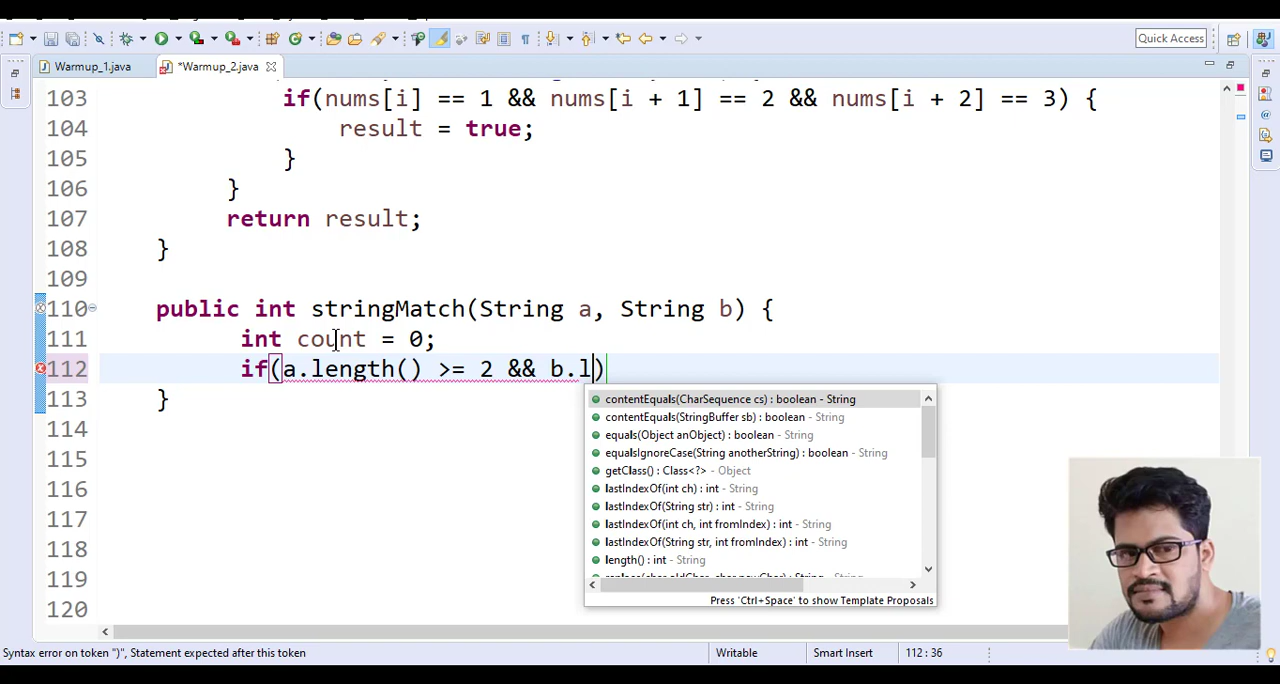 Quick Access
Warmup_1.java
*Warmup_2.java
103 if(nums[i] == 1 && nums[i + 1] == 2 && nums[i + 2] == 3) {
104 result = true;
105 }
106 }
107 return result;
108 }
109
110 public int stringMatch(String a, String b) {
111 int count = 0;
112 if(a.length() >= 2 && b.l)
113 }
114
115
116
117
118
119
120
contentEquals(CharSequence cs) : boolean - String
contentEquals(StringBuffer sb) : boolean - String
equals(Object anObject) : boolean - String
equalsIgnoreCase(String anotherString) : boolean - String
getClass() : Class<?> - Object
lastIndexOf(int ch) : int - String
lastIndexOf(String str) : int - String
lastIndexOf(int ch, int fromIndex) : int - String
lastIndexOf(String str, int fromIndex) : int - String
length() : int - String
Press 'Ctrl+Space' to show Template Proposals
Syntax error on token ")", Statement expected after this token
Writable
Smart Insert
112 : 36